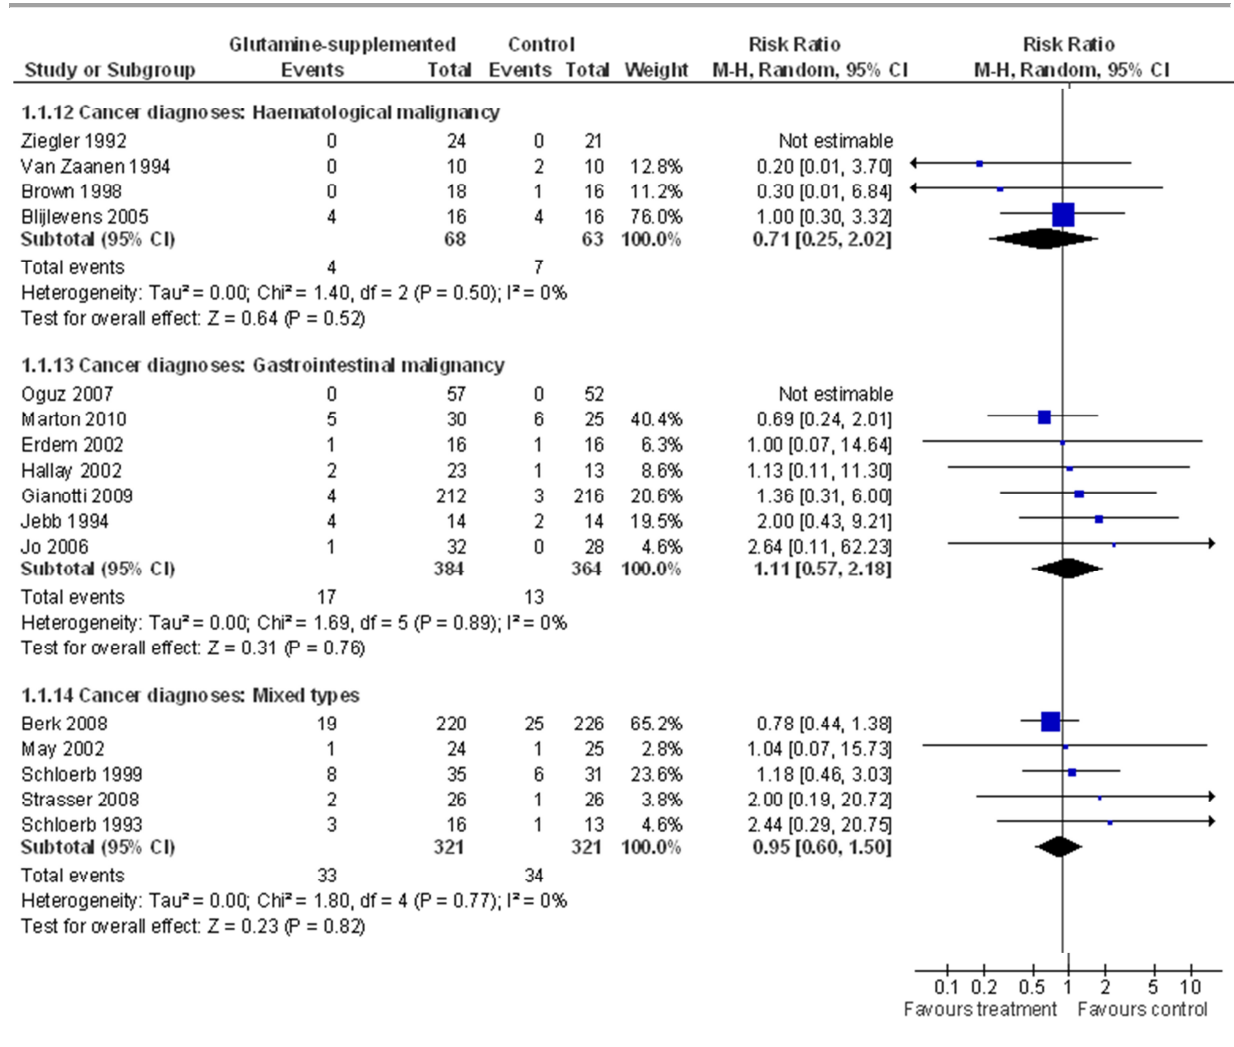 Glutamine-supplemented Control Risk Ratio Risk Ratio
Study or Subgroup Events Total Events Total Weight M-H, Random, 95% CI M-H, Random, 95% CI
1.1.12 Cancer diagnoses: Haematological malignancy
Ziegler 1992 0 24 0 21 Not estimable
Van Zaanen 1994 0 10 2 10 12.8% 0.20 [0.01, 3.70]
Brown 1998 0 18 1 16 11.2% 0.30 [0.01, 6.84]
Blijlevens 2005 4 16 4 16 76.0% 1.00 [0.30, 3.32]
Subtotal (95% CI) 68 63 100.0% 0.71 [0.25, 2.02]
Total events 4 7
Heterogeneity: Tau² = 0.00; Chi² = 1.40, df = 2 (P = 0.50); I² = 0%
Test for overall effect: Z = 0.64 (P = 0.52)
1.1.13 Cancer diagnoses: Gastrointestinal malignancy
Oguz 2007 0 57 0 52 Not estimable
Marton 2010 5 30 6 25 40.4% 0.69 [0.24, 2.01]
Erdem 2002 1 16 1 16 6.3% 1.00 [0.07, 14.64]
Hallay 2002 2 23 1 13 8.6% 1.13 [0.11, 11.30]
Gianotti 2009 4 212 3 216 20.6% 1.36 [0.31, 6.00]
Jebb 1994 4 14 2 14 19.5% 2.00 [0.43, 9.21]
Jo 2006 1 32 0 28 4.6% 2.64 [0.11, 62.23]
Subtotal (95% CI) 384 364 100.0% 1.11 [0.57, 2.18]
Total events 17 13
Heterogeneity: Tau² = 0.00; Chi² = 1.69, df = 5 (P = 0.89); I² = 0%
Test for overall effect: Z = 0.31 (P = 0.76)
1.1.14 Cancer diagnoses: Mixed types
Berk 2008 19 220 25 226 65.2% 0.78 [0.44, 1.38]
May 2002 1 24 1 25 2.8% 1.04 [0.07, 15.73]
Schloerb 1999 8 35 6 31 23.6% 1.18 [0.46, 3.03]
Strasser 2008 2 26 1 26 3.8% 2.00 [0.19, 20.72]
Schloerb 1993 3 16 1 13 4.6% 2.44 [0.29, 20.75]
Subtotal (95% CI) 321 321 100.0% 0.95 [0.60, 1.50]
Total events 33 34
Heterogeneity: Tau² = 0.00; Chi² = 1.80, df = 4 (P = 0.77); I² = 0%
Test for overall effect: Z = 0.23 (P = 0.82)
0.1 0.2 0.5 1 2 5 10
Favours treatment Favours control